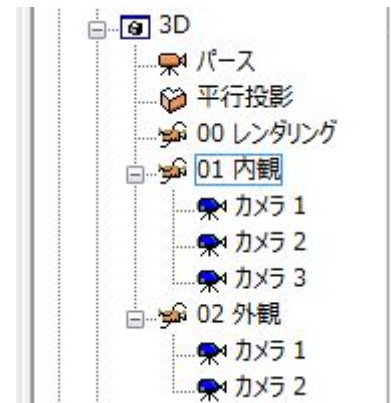 3D
パース
平行投影
00 レンダリング
01 内観
カメラ 1
カメラ 2
カメラ 3
02 外観
カメラ 1
カメラ 2